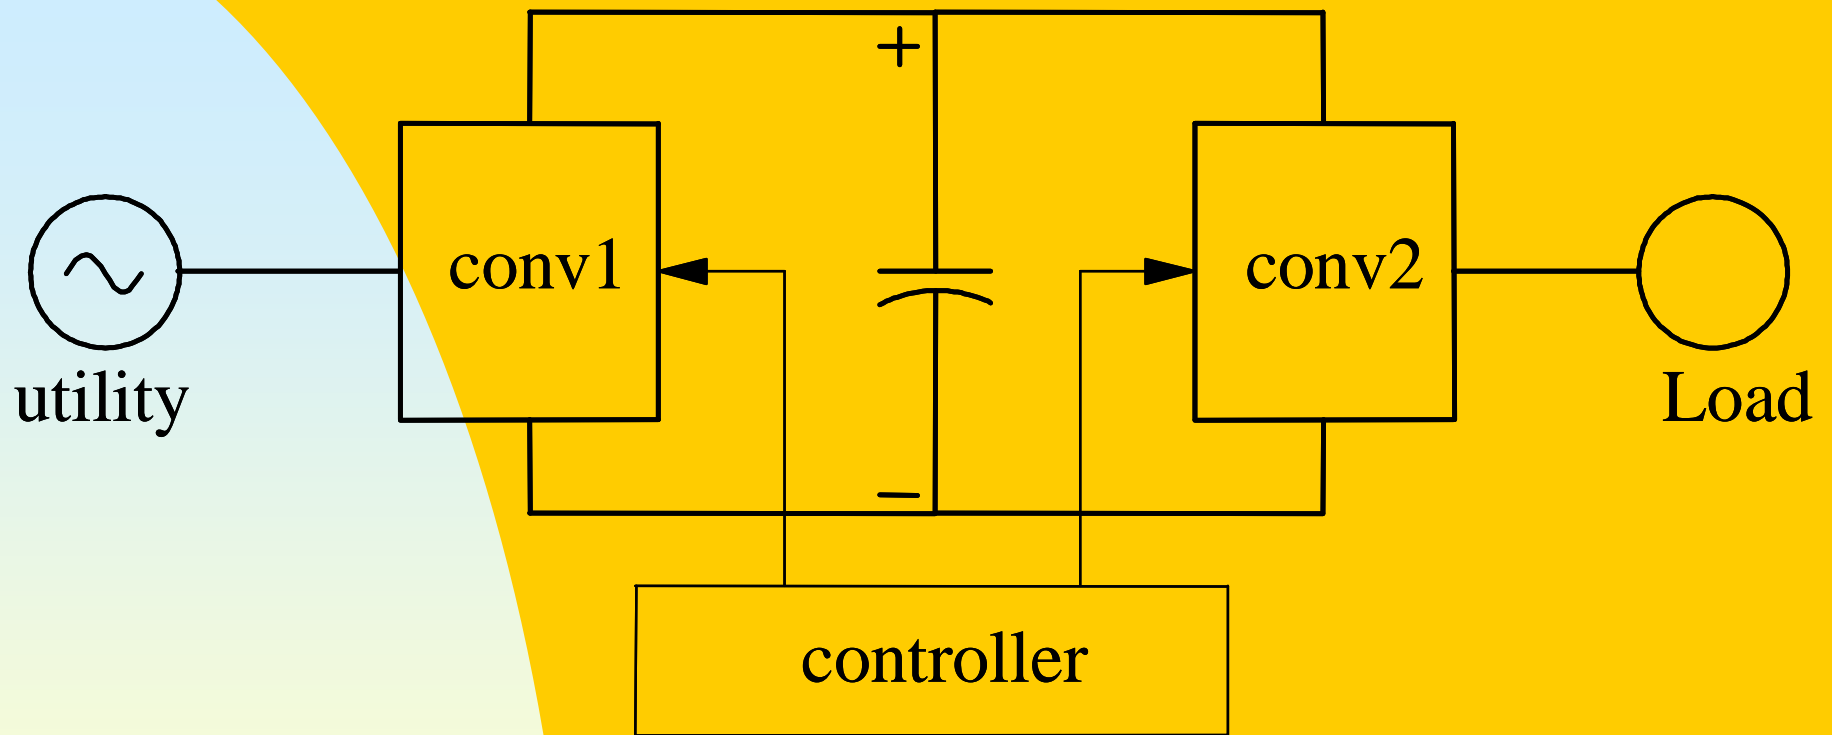 +
conv1
conv2
utility
Load
−
controller